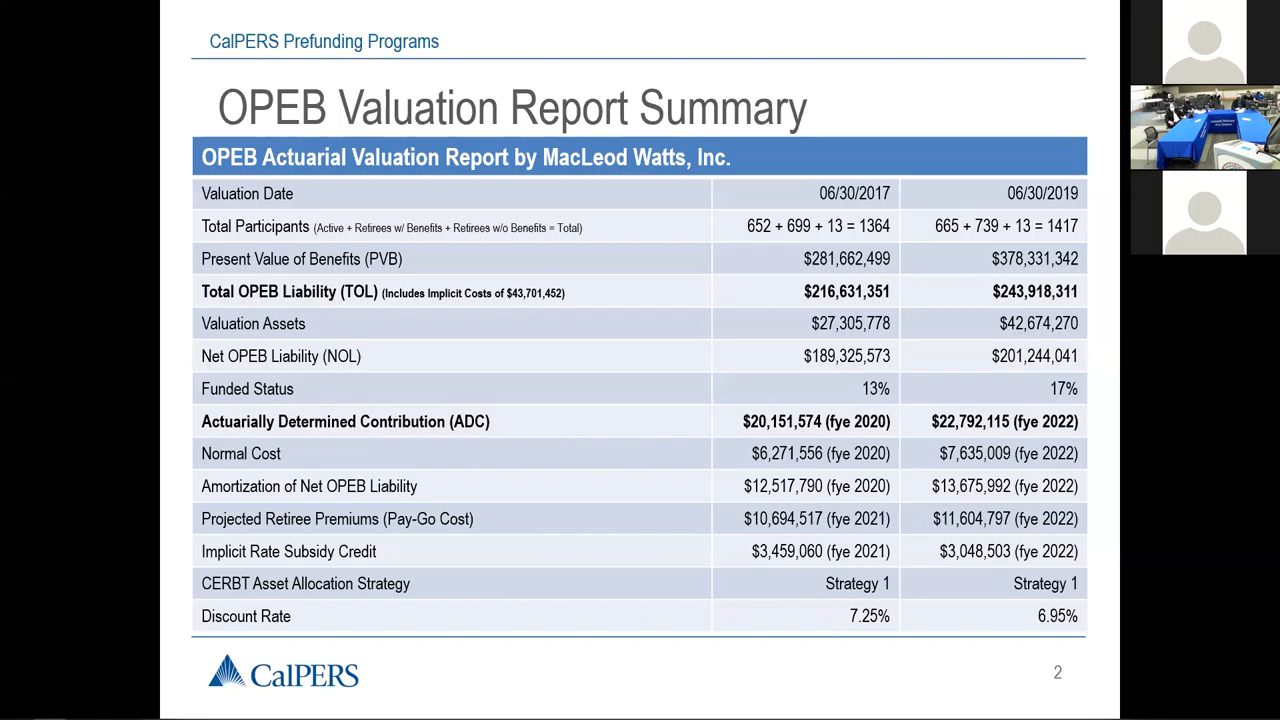 CalPERS Prefunding Programs
OPEB Valuation Report Summary
OPEB Actuarial Valuation Report by MacLeod Watts, Inc.
Valuation Date 06/30/2017 06/30/2019
Total Participants (Active + Retirees w/ Benefits + Retirees w/o Benefits = Total) 652 + 699 + 13 = 1364 665 + 739 + 13 = 1417
Present Value of Benefits (PVB) $281,662,499 $378,331,342
Total OPEB Liability (TOL) (Includes Implicit Costs of $43,701,452) $216,631,351 $243,918,311
Valuation Assets $27,305,778 $42,674,270
Net OPEB Liability (NOL) $189,325,573 $201,244,041
Funded Status 13% 17%
Actuarially Determined Contribution (ADC) $20,151,574 (fye 2020) $22,792,115 (fye 2022)
Normal Cost $6,271,556 (fye 2020) $7,635,009 (fye 2022)
Amortization of Net OPEB Liability $12,517,790 (fye 2020) $13,675,992 (fye 2022)
Projected Retiree Premiums (Pay-Go Cost) $10,694,517 (fye 2021) $11,604,797 (fye 2022)
Implicit Rate Subsidy Credit $3,459,060 (fye 2021) $3,048,503 (fye 2022)
CERBT Asset Allocation Strategy Strategy 1 Strategy 1
Discount Rate 7.25% 6.95%
CalPERS
2